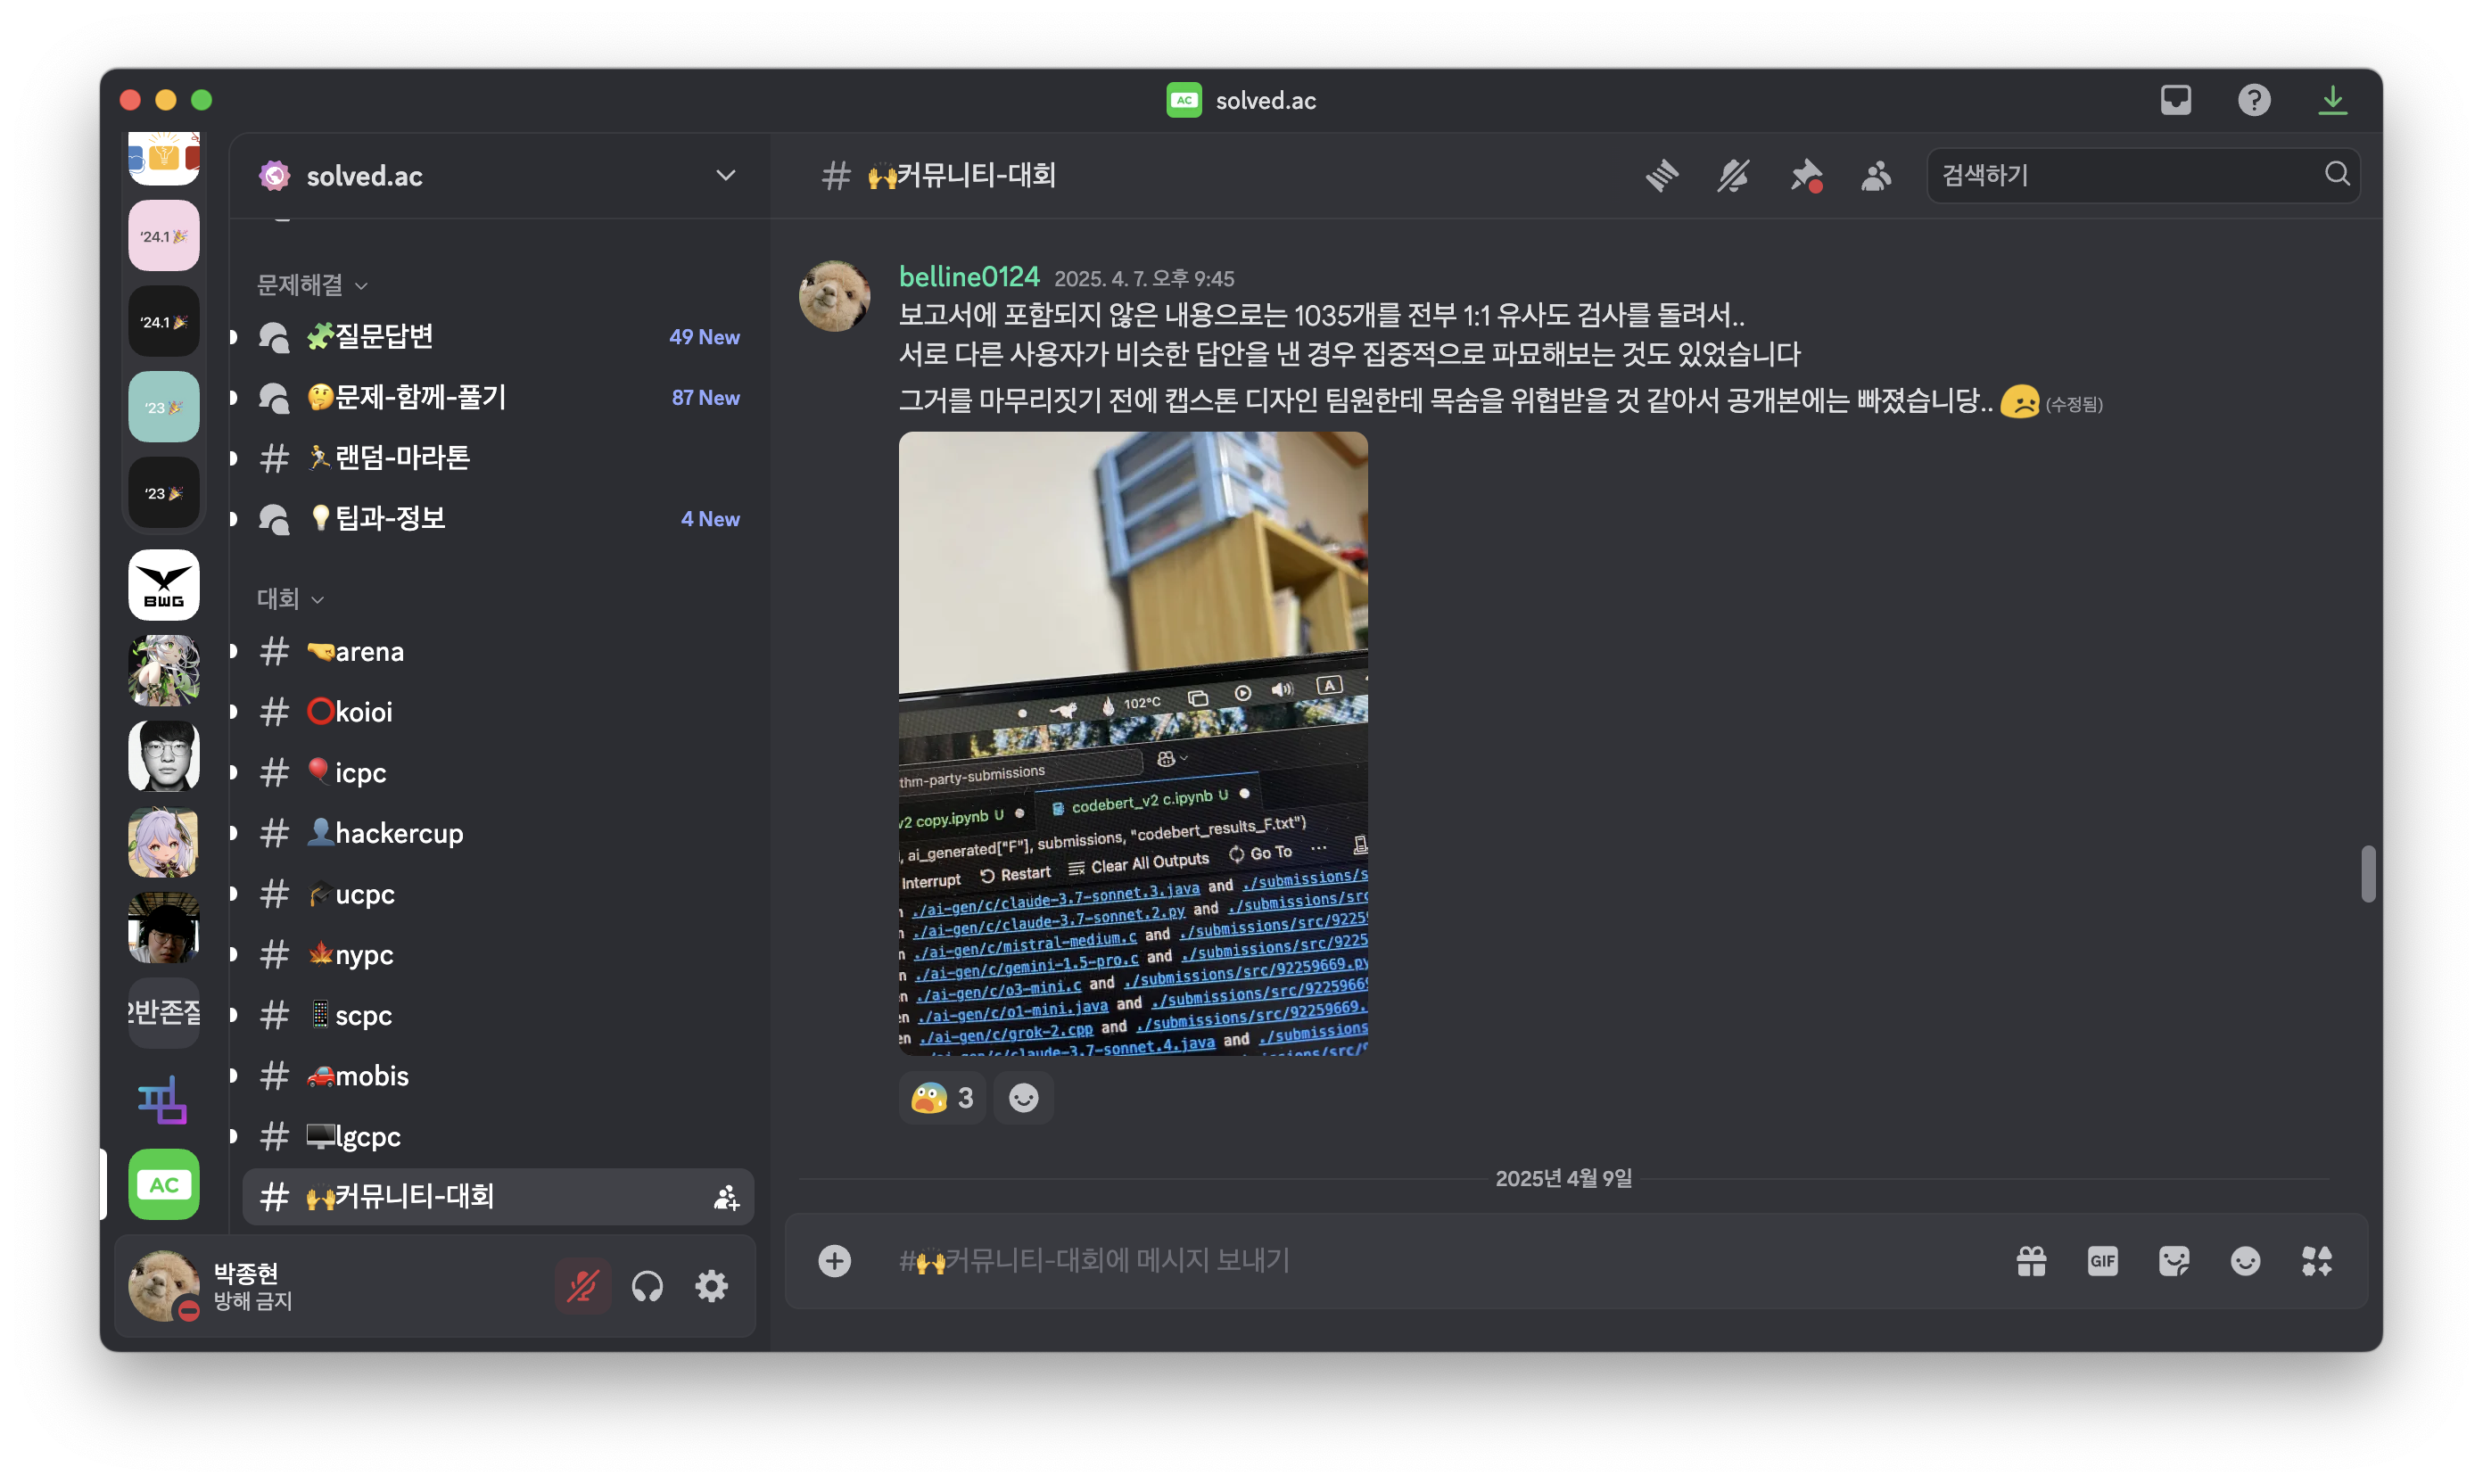 solved.ac
'24.1
'24.1
'23
'23
BWG
2반존잘
AC
solved.ac
문제해결
질문답변
49 New
문제-함께-풀기
87 New
랜덤-마라톤
팁과-정보
4 New
대회
arena
koioi
icpc
hackercup
ucpc
nypc
scpc
mobis
lgcpc
커뮤니티-대회
박종현
방해 금지
커뮤니티-대회
검색하기
belline0124 2025. 4. 7. 오후 9:45
보고서에 포함되지 않은 내용으로는 1035개를 전부 1:1 유사도 검사를 돌려서..
서로 다른 사용자가 비슷한 답안을 낸 경우 집중적으로 파묘해보는 것도 있었습니다
그거를 마무리짓기 전에 캡스톤 디자인 팀원한테 목숨을 위협받을 것 같아서 공개본에는 빠졌습니당.. (수정됨)
102°C A
thm-party-submissions
v2 copy.ipynb U codebert_v2 c.ipynb U
, ai_generated["F"], submissions, "codebert_results_F.txt")
Interrupt Restart Clear All Outputs Go To ...
n ./ai-gen/c/claude-3.7-sonnet.3.java and ./submissions/s
n ./ai-gen/c/claude-3.7-sonnet.2.py and ./submissions/src
n ./ai-gen/c/mistral-medium.c and ./submissions/src/9225
n ./ai-gen/c/gemini-1.5-pro.c and ./submissions/src/9225
en ./ai-gen/c/o3-mini.c and ./submissions/src/92259669.py
en ./ai-gen/c/o1-mini.java and ./submissions/src/9225966
en ./ai-gen/c/grok-2.cpp and ./submissions/src/92259669.
./ai-gen/c/claude-3.7-sonnet.4.java and ./submissions
3
2025년 4월 9일
#커뮤니티-대회에 메시지 보내기
GIF